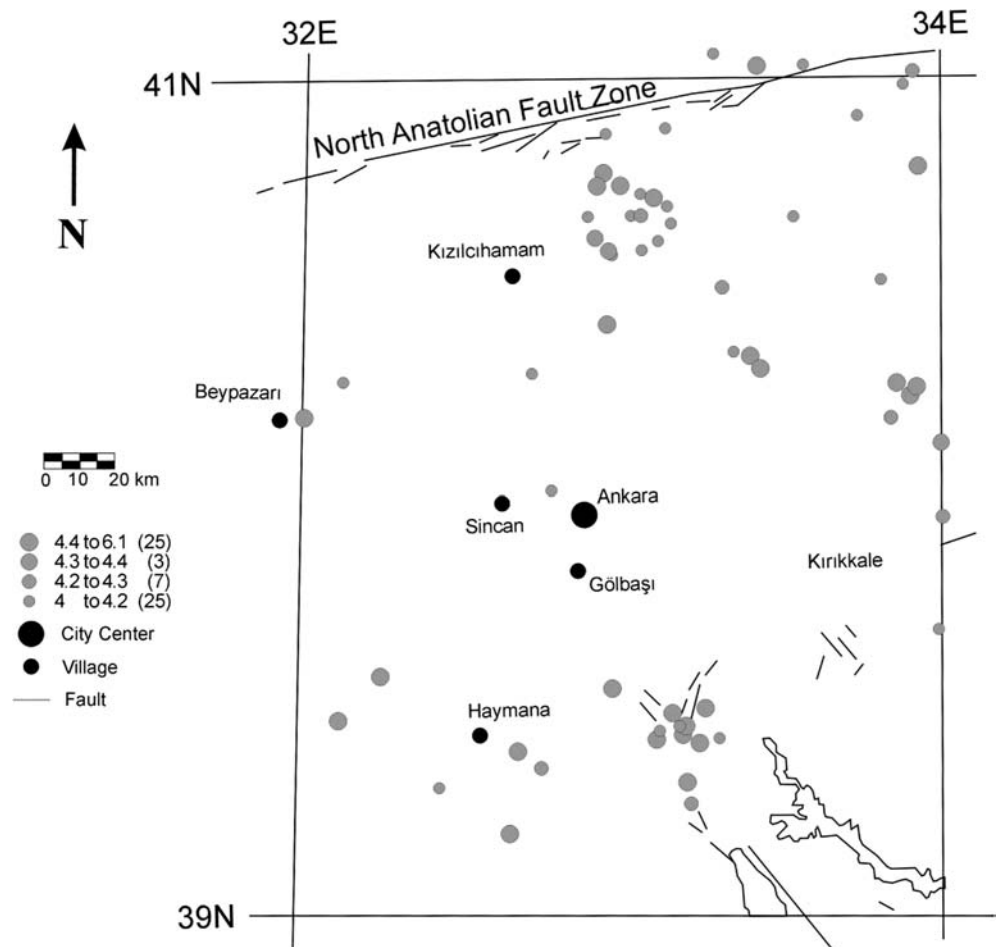 32E
34E
41N
North Anatolian Fault Zone
N
Kızılcıhamam
Beypazarı
0 10 20 km
Ankara
Sincan
4.4 to 6.1 (25)
4.3 to 4.4 (3)
4.2 to 4.3 (7)
4 to 4.2 (25)
Kırıkkale
Gölbaşı
City Center
Village
Fault
Haymana
39N